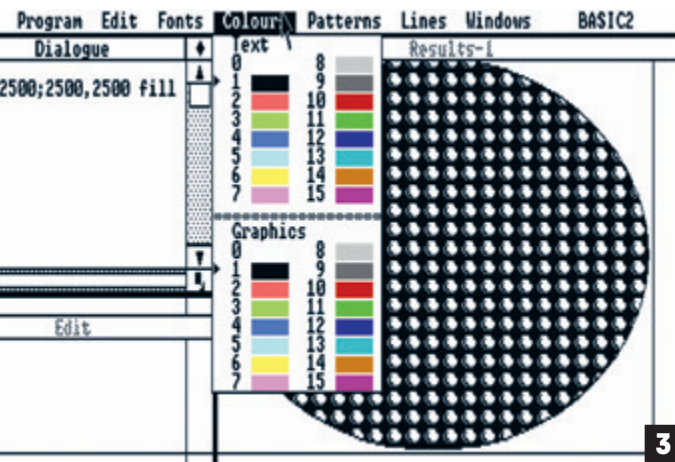 Program Edit Fonts Colour Patterns Lines Windows BASIC2
Dialogue
Results-1
2500;2500,2500 fill
Text
0 8
1 9
2 10
3 11
4 12
5 13
6 14
7 15
Graphics
0 8
1 9
2 10
3 11
4 12
5 13
6 14
7 15
Edit
3